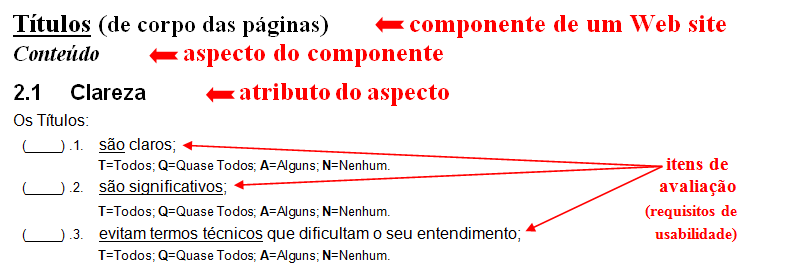 Títulos (de corpo das páginas) componente de um Web site
Conteúdo aspecto do componente
2.1 Clareza atributo do aspecto
Os Títulos:
(____) .1. são claros;
T=Todos; Q=Quase Todos; A=Alguns; N=Nenhum.
(____) .2. são significativos;
T=Todos; Q=Quase Todos; A=Alguns; N=Nenhum.
(____) .3. evitam termos técnicos que dificultam o seu entendimento;
T=Todos; Q=Quase Todos; A=Alguns; N=Nenhum.
itens de
avaliação
(requisitos de
usabilidade)